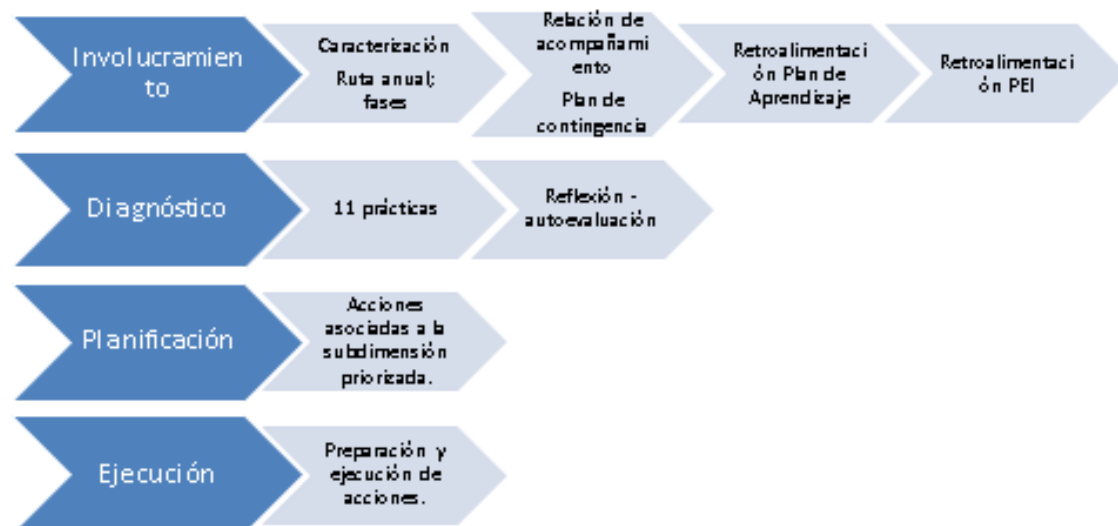 Involucramien
to
Caracterización
Ruta anual;
fases
Relación de
acompañami
ento
Plan de
contingencia
Retroalimentaci
ón Plan de
Aprendizaje
Retroalimentaci
ón PEI
Diagnóstico
11 prácticas
Reflexión -
autoevaluación
Planificación
Acciones
asociadas a la
subdimensión
priorizada.
Ejecución
Preparación y
ejecución de
acciones.